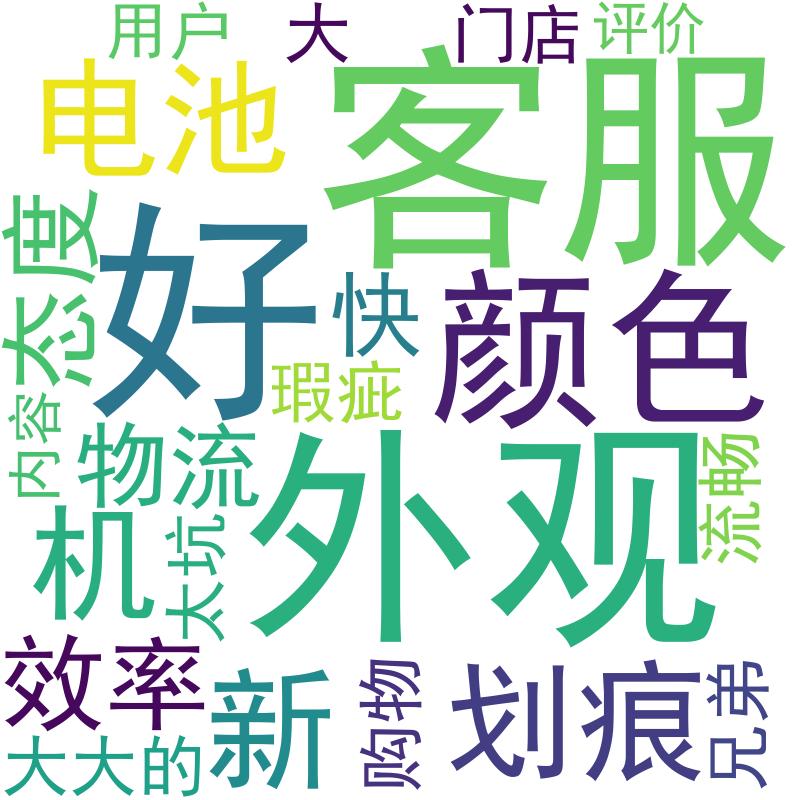 用户
大
门店
评价
电池
客服
态度
好
快
颜色
瑕疵
内容
物流
外观
流畅
机
太坑
效率
新
购物
划痕
兄弟
大大的